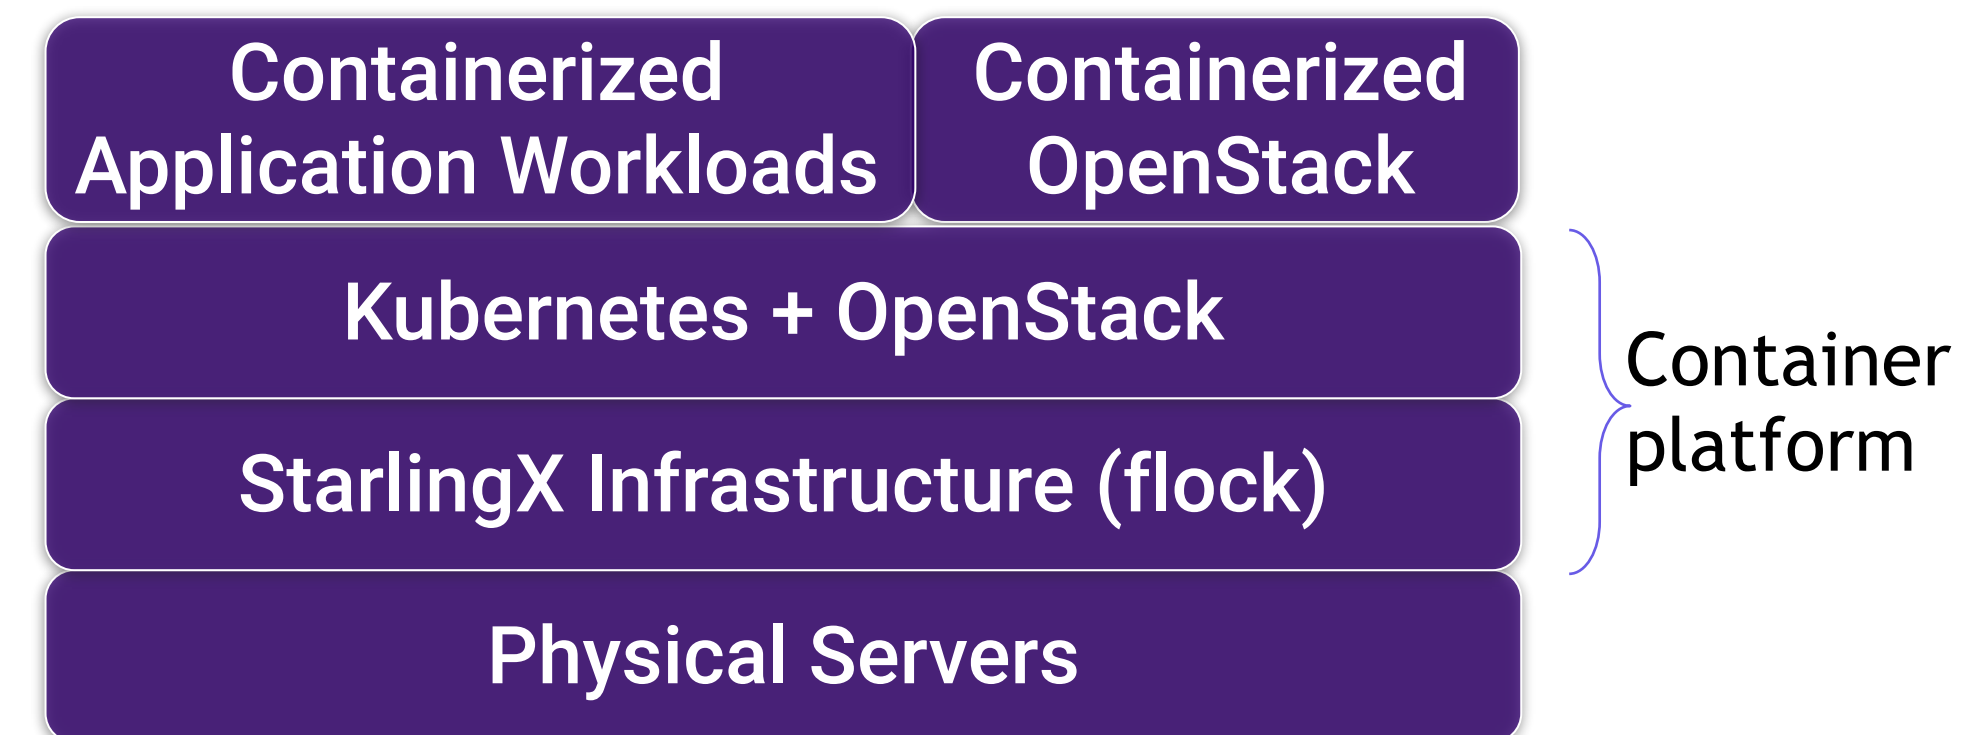 Containerized
Application Workloads
Containerized
OpenStack
Kubernetes + OpenStack
StarlingX Infrastructure (flock)
Container
platform
Physical Servers